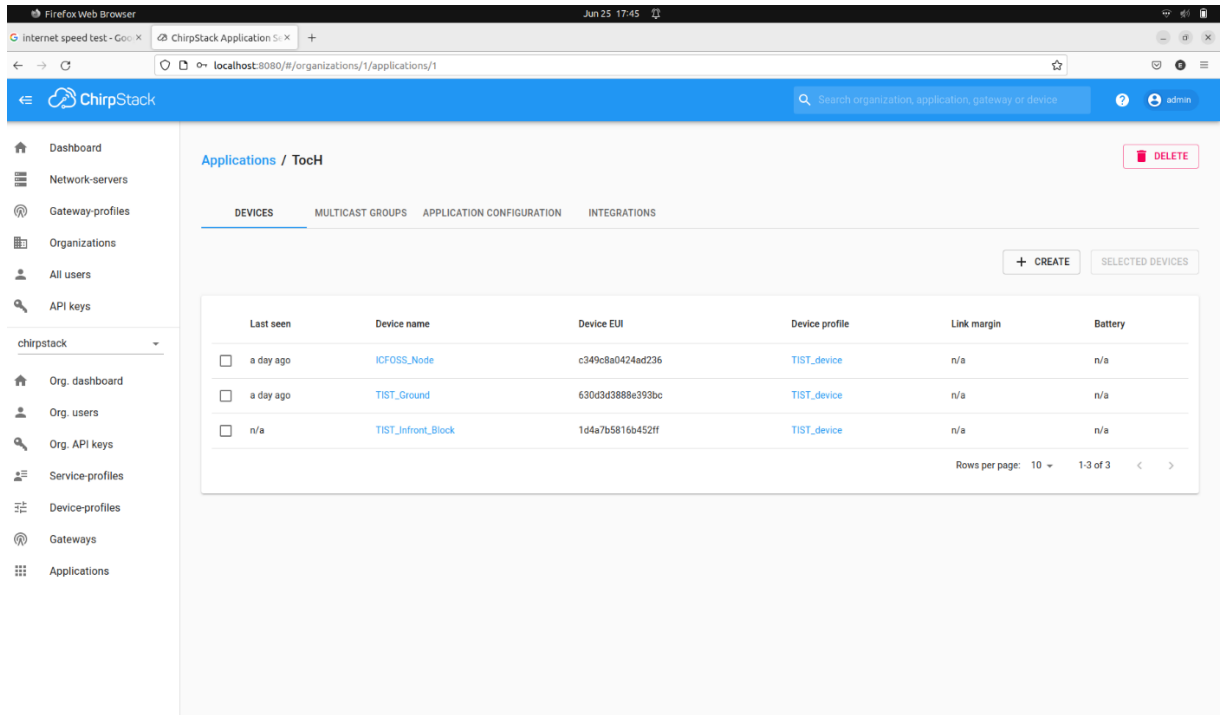 Firefox Web Browser Jun 25 17:45
internet speed test - Goo ChirpStack Application Se
localhost:8080/#/organizations/1/applications/1 E
ChirpStack Search organization, application, gateway or device ? admin
Dashboard
Network-servers
Gateway-profiles
Organizations
All users
API keys
chirpstack
Org. dashboard
Org. users
Org. API keys
Service-profiles
Device-profiles
Gateways
Applications
Applications / TocH DELETE
DEVICES MULTICAST GROUPS APPLICATION CONFIGURATION INTEGRATIONS
+ CREATE SELECTED DEVICES
Last seen Device name Device EUI Device profile Link margin Battery
a day ago ICFOSS_Node c349c8a0424ad236 TIST_device n/a n/a
a day ago TIST_Ground 630d3d3888e393bc TIST_device n/a n/a
n/a TIST_Infront_Block 1d4a7b5816b452ff TIST_device n/a n/a
Rows per page: 10 1-3 of 3